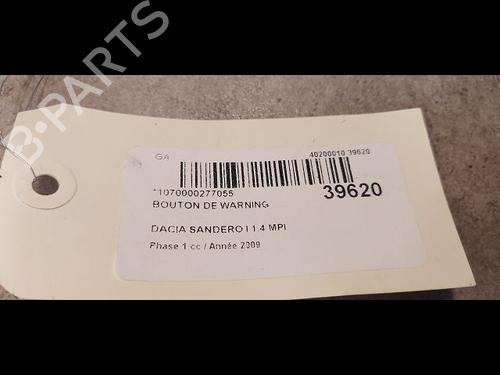 B-PARTS
GA
40200010 39620
*1070000277055
39620
BOUTON DE WARNING
DACIA SANDERO I 1.4 MPI
Phase 1 cc / Année 2009